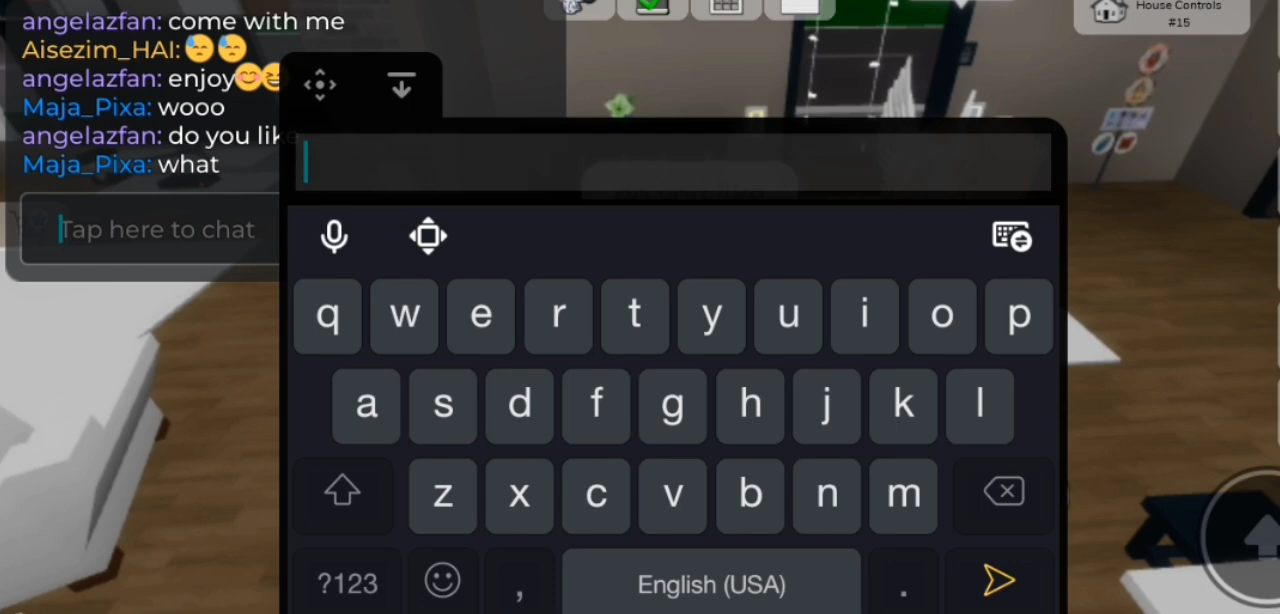 angelazfan: come with me
Aisezim_HAI: 😓😓
angelazfan: enjoy😊😆
Maja_Pixa: wooo
angelazfan: do you like
Maja_Pixa: what
Tap here to chat
House Controls
#15
q w e r t y u i o p
a s d f g h j k l
z x c v b n m
?123 , English (USA) .